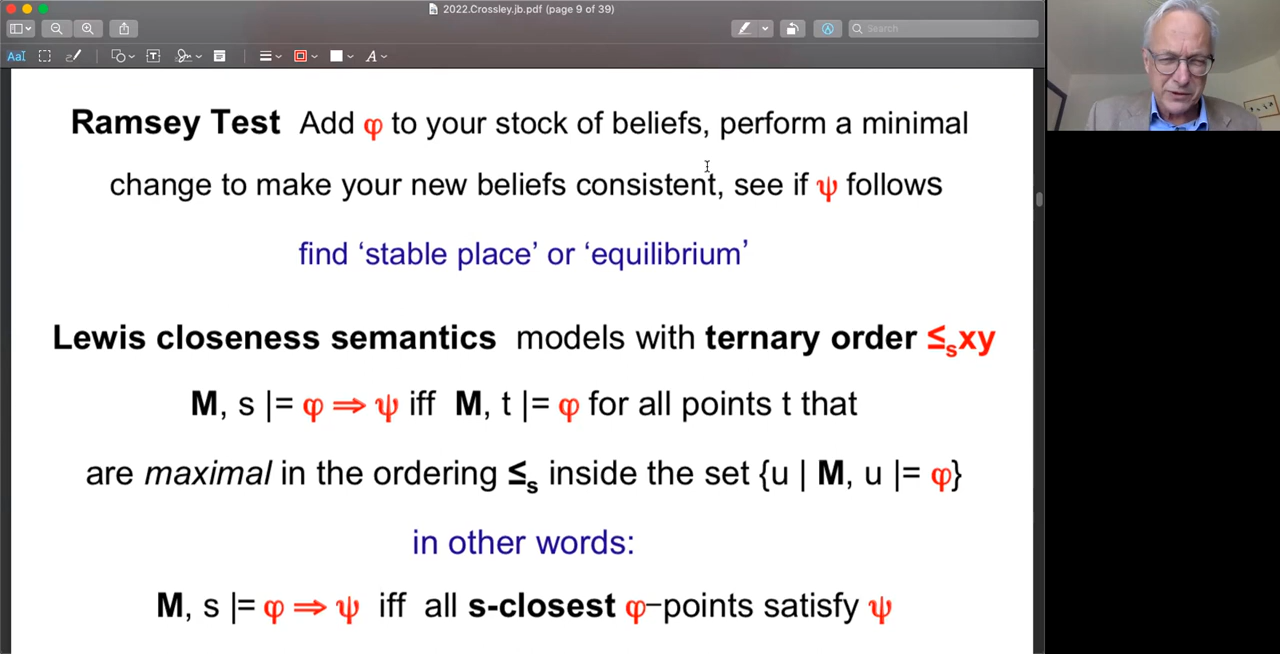 2022.Crossley.jb.pdf (page 9 of 39)
Search
AaI
T
A
Ramsey Test Add φ to your stock of beliefs, perform a minimal
change to make your new beliefs consistent, see if ψ follows
find ‘stable place’ or ‘equilibrium’
Lewis closeness semantics models with ternary order ≤ₛxy
M, s |= φ ⇒ ψ iff M, t |= φ for all points t that
are maximal in the ordering ≤ₛ inside the set {u | M, u |= φ}
in other words:
M, s |= φ ⇒ ψ iff all s-closest φ–points satisfy ψ